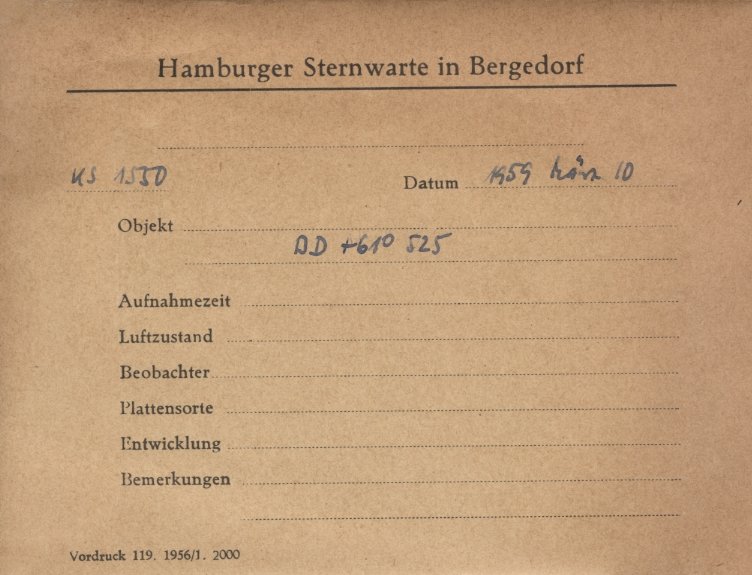 Hamburger Sternwarte in Bergedorf
KS 1550 Datum 1959 März 10
Objekt
BD +61° 525
Aufnahmezeit
Luftzustand
Beobachter
Plattensorte
Entwicklung
Bemerkungen
Vordruck 119. 1956/1. 2000